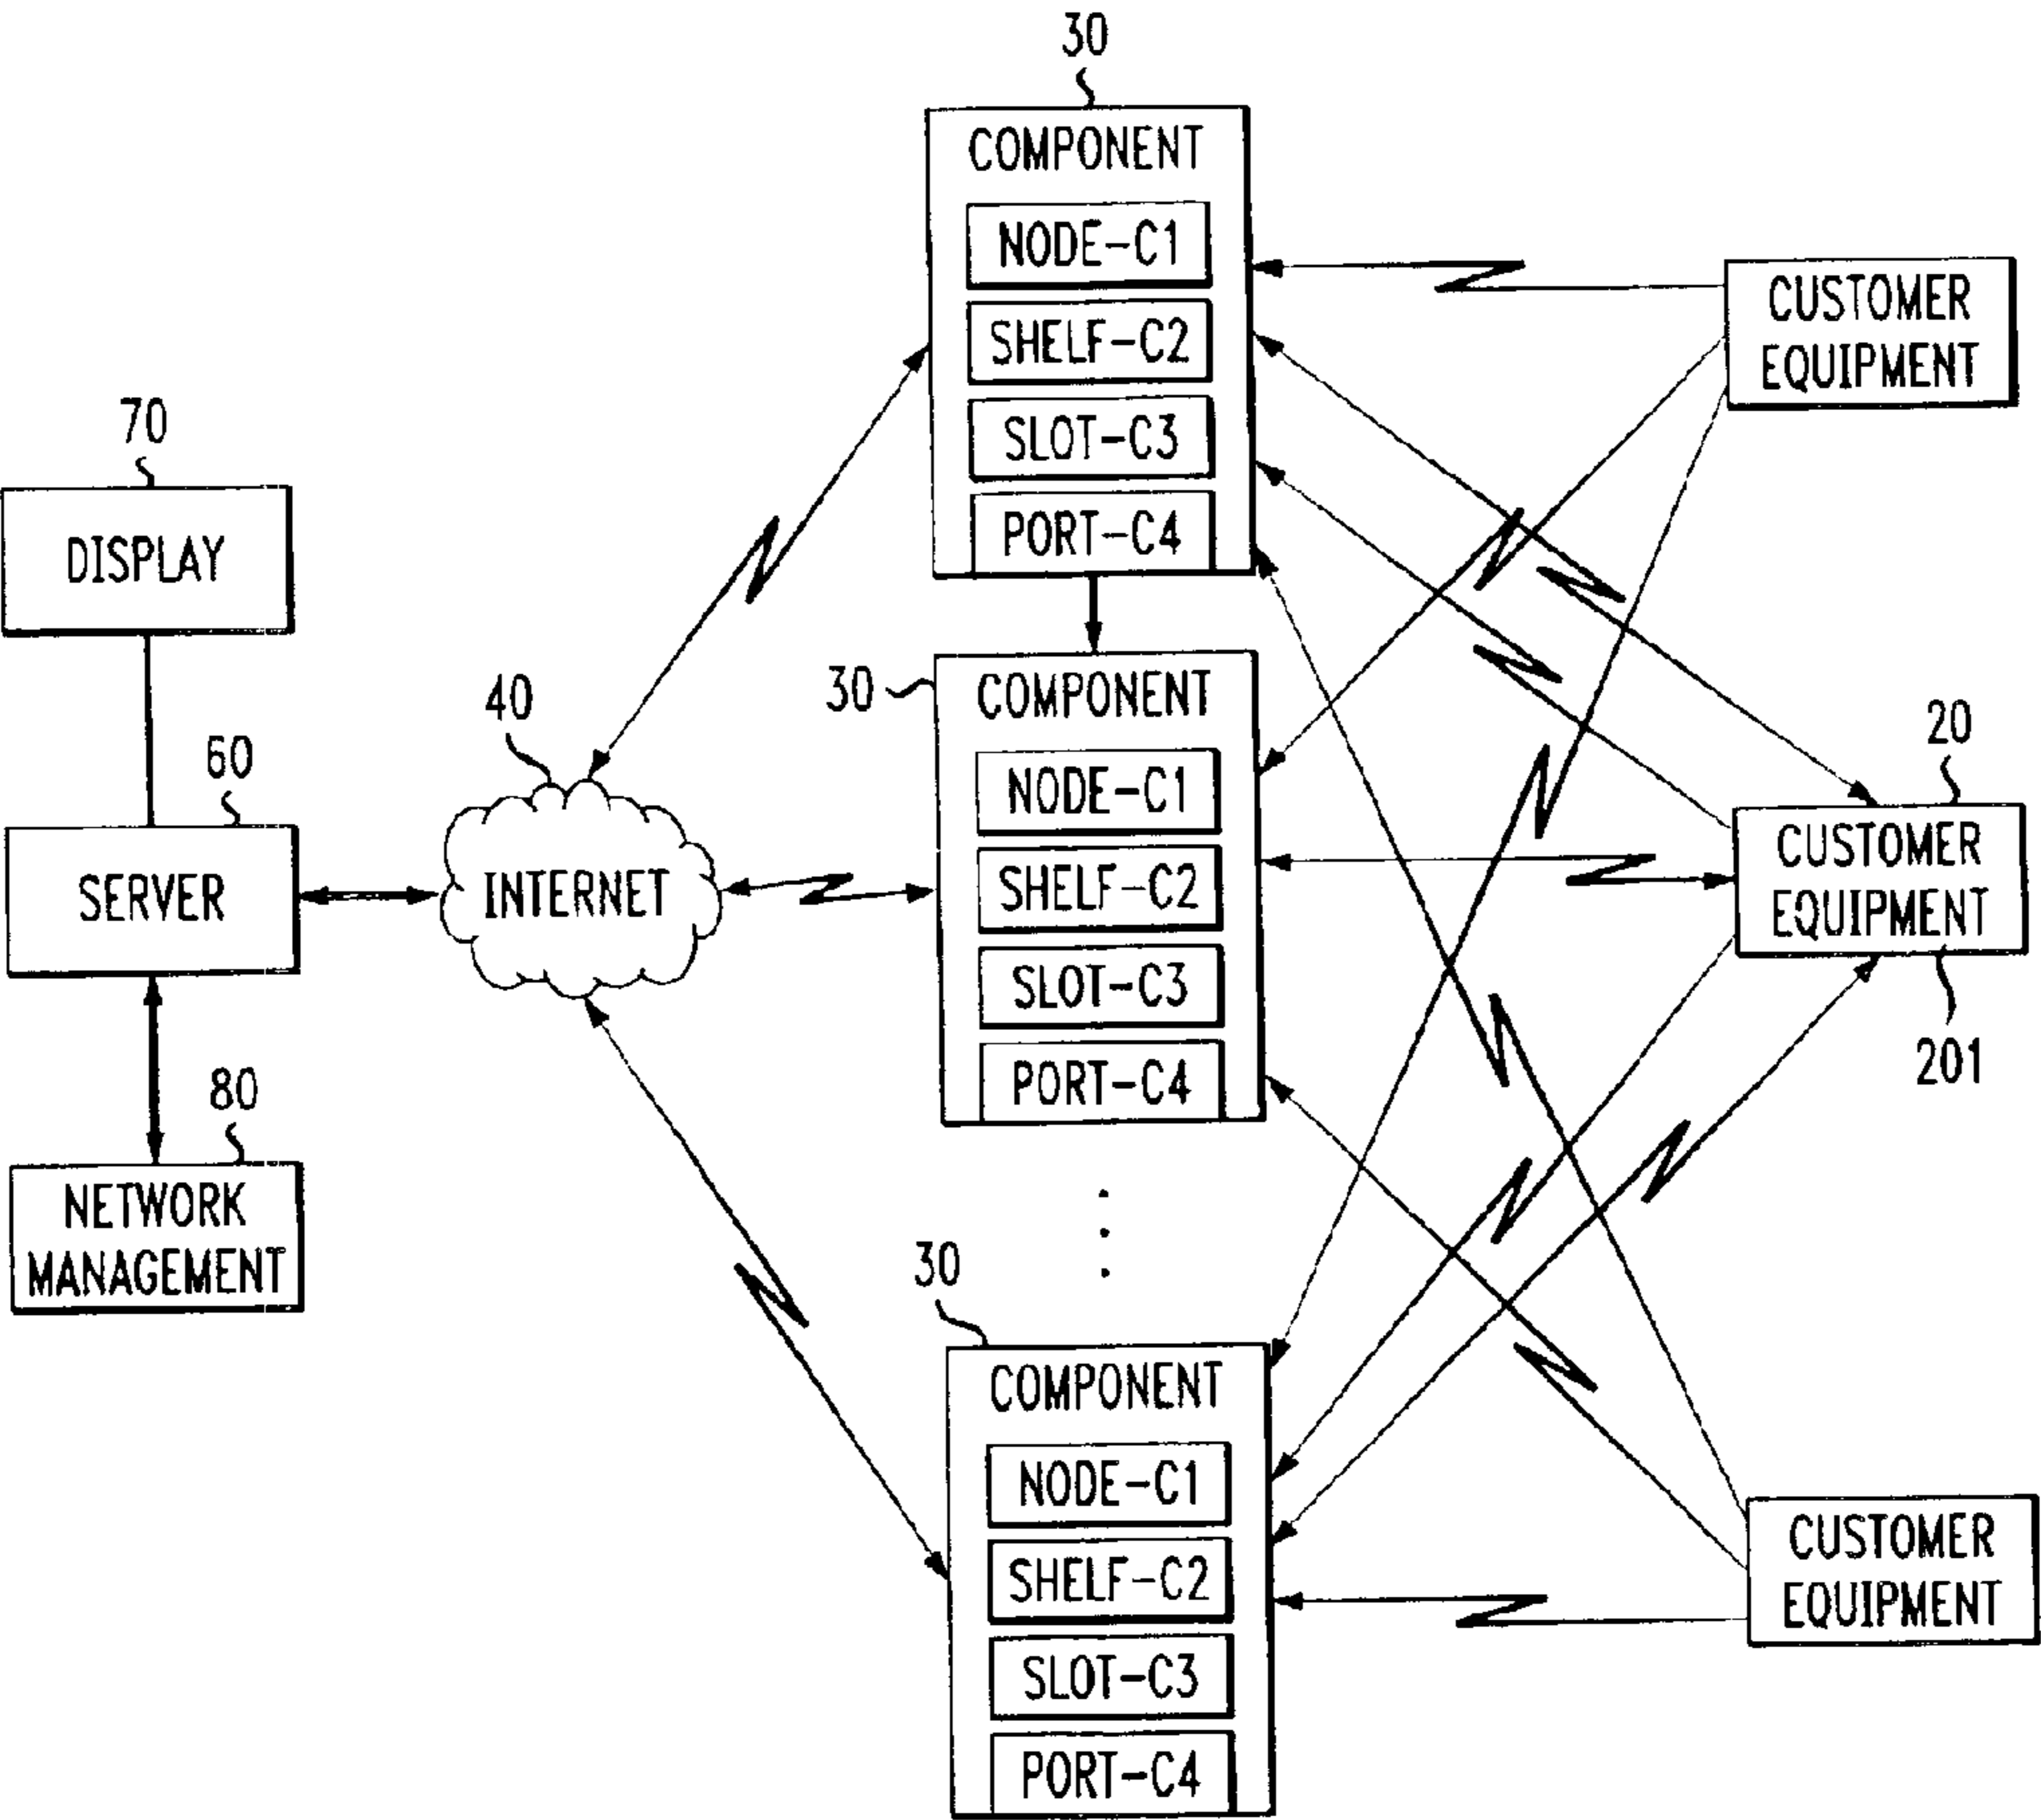 30
COMPONENT
NODE-C1
SHELF-C2
SLOT-C3
PORT-C4
CUSTOMER
EQUIPMENT
70
DISPLAY
60
SERVER
80
NETWORK
MANAGEMENT
40
INTERNET
30
COMPONENT
NODE-C1
SHELF-C2
SLOT-C3
PORT-C4
20
CUSTOMER
EQUIPMENT
201
30
COMPONENT
NODE-C1
SHELF-C2
SLOT-C3
PORT-C4
CUSTOMER
EQUIPMENT